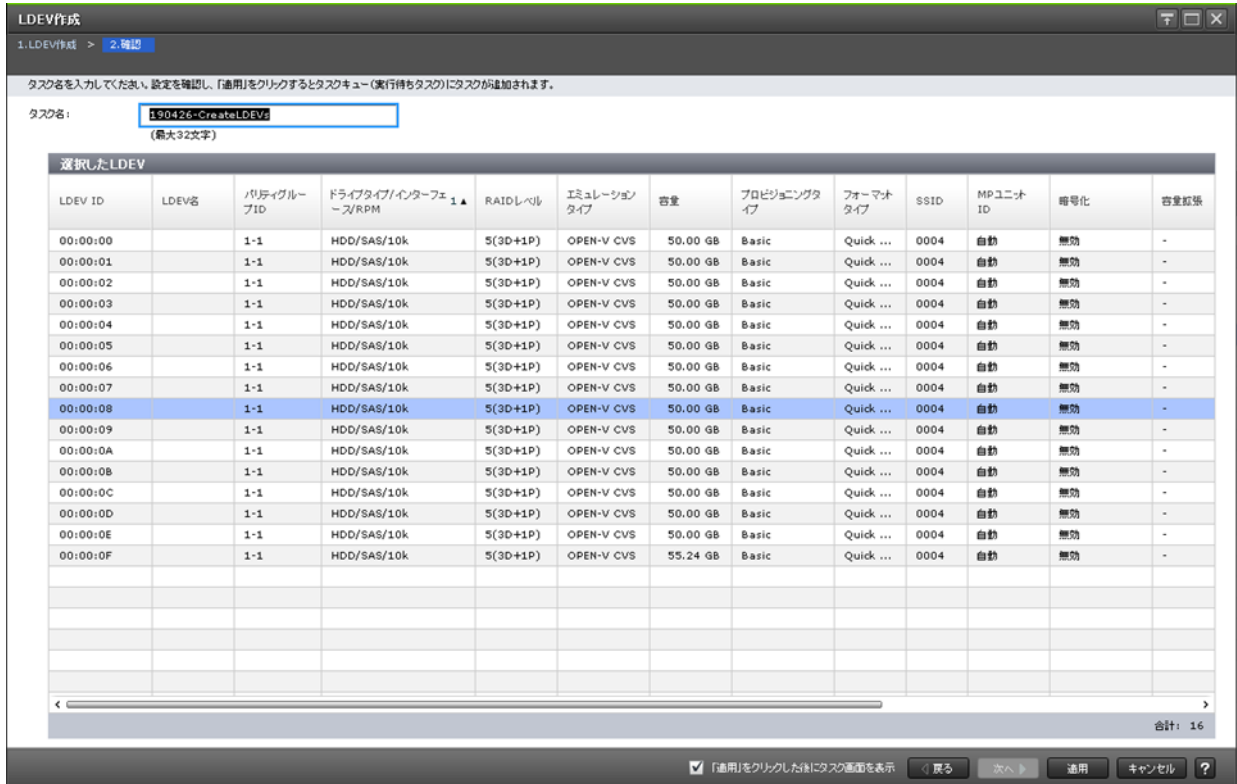 LDEV作成
1.LDEV作成 > 2.確認
タスク名を入力してください。設定を確認し、「適用」をクリックするとタスクキュー(実行待ちタスク)にタスクが追加されます。
タスク名: 190426-CreateLDEVs
(最大32文字)
選択したLDEV
LDEV ID LDEV名 パリティグループID ドライブタイプ/インターフェース/RPM 1▲ RAIDレベル エミュレーションタイプ 容量 プロビジョニングタイプ フォーマットタイプ SSID MPユニットID 暗号化 容量拡張
00:00:00 1-1 HDD/SAS/10k 5(3D+1P) OPEN-V CVS 50.00 GB Basic Quick ... 0004 自動 無効 -
00:00:01 1-1 HDD/SAS/10k 5(3D+1P) OPEN-V CVS 50.00 GB Basic Quick ... 0004 自動 無効 -
00:00:02 1-1 HDD/SAS/10k 5(3D+1P) OPEN-V CVS 50.00 GB Basic Quick ... 0004 自動 無効 -
00:00:03 1-1 HDD/SAS/10k 5(3D+1P) OPEN-V CVS 50.00 GB Basic Quick ... 0004 自動 無効 -
00:00:04 1-1 HDD/SAS/10k 5(3D+1P) OPEN-V CVS 50.00 GB Basic Quick ... 0004 自動 無効 -
00:00:05 1-1 HDD/SAS/10k 5(3D+1P) OPEN-V CVS 50.00 GB Basic Quick ... 0004 自動 無効 -
00:00:06 1-1 HDD/SAS/10k 5(3D+1P) OPEN-V CVS 50.00 GB Basic Quick ... 0004 自動 無効 -
00:00:07 1-1 HDD/SAS/10k 5(3D+1P) OPEN-V CVS 50.00 GB Basic Quick ... 0004 自動 無効 -
00:00:08 1-1 HDD/SAS/10k 5(3D+1P) OPEN-V CVS 50.00 GB Basic Quick ... 0004 自動 無効 -
00:00:09 1-1 HDD/SAS/10k 5(3D+1P) OPEN-V CVS 50.00 GB Basic Quick ... 0004 自動 無効 -
00:00:0A 1-1 HDD/SAS/10k 5(3D+1P) OPEN-V CVS 50.00 GB Basic Quick ... 0004 自動 無効 -
00:00:0B 1-1 HDD/SAS/10k 5(3D+1P) OPEN-V CVS 50.00 GB Basic Quick ... 0004 自動 無効 -
00:00:0C 1-1 HDD/SAS/10k 5(3D+1P) OPEN-V CVS 50.00 GB Basic Quick ... 0004 自動 無効 -
00:00:0D 1-1 HDD/SAS/10k 5(3D+1P) OPEN-V CVS 50.00 GB Basic Quick ... 0004 自動 無効 -
00:00:0E 1-1 HDD/SAS/10k 5(3D+1P) OPEN-V CVS 50.00 GB Basic Quick ... 0004 自動 無効 -
00:00:0F 1-1 HDD/SAS/10k 5(3D+1P) OPEN-V CVS 55.24 GB Basic Quick ... 0004 自動 無効 -
合計: 16
「適用」をクリックした後にタスク画面を表示 戻る 次へ 適用 キャンセル ?